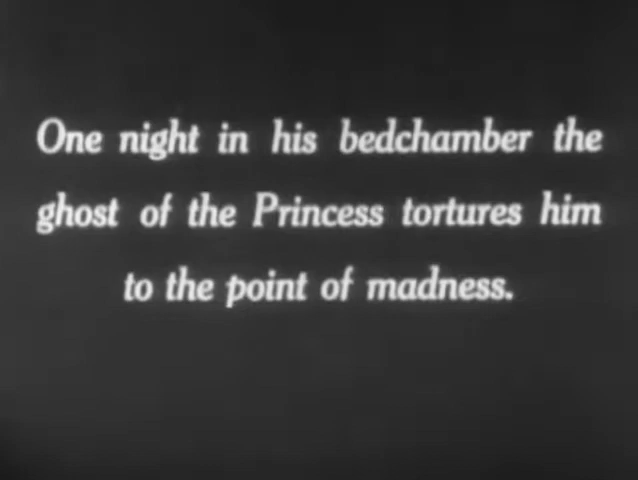 One night in his bedchamber the
ghost of the Princess tortures him
to the point of madness.